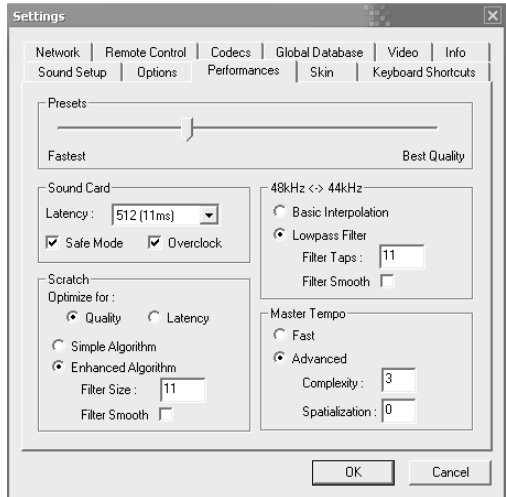 Settings
Network Remote Control Codecs Global Database Video Info
Sound Setup Options Performances Skin Keyboard Shortcuts
Presets
Fastest Best Quality
Sound Card
Latency : 512 (11ms)
Safe Mode Overclock
Scratch
Optimize for :
Quality Latency
Simple Algorithm
Enhanced Algorithm
Filter Size : 11
Filter Smooth
48kHz <-> 44kHz
Basic Interpolation
Lowpass Filter
Filter Taps : 11
Filter Smooth
Master Tempo
Fast
Advanced
Complexity : 3
Spatialization : 0
OK Cancel